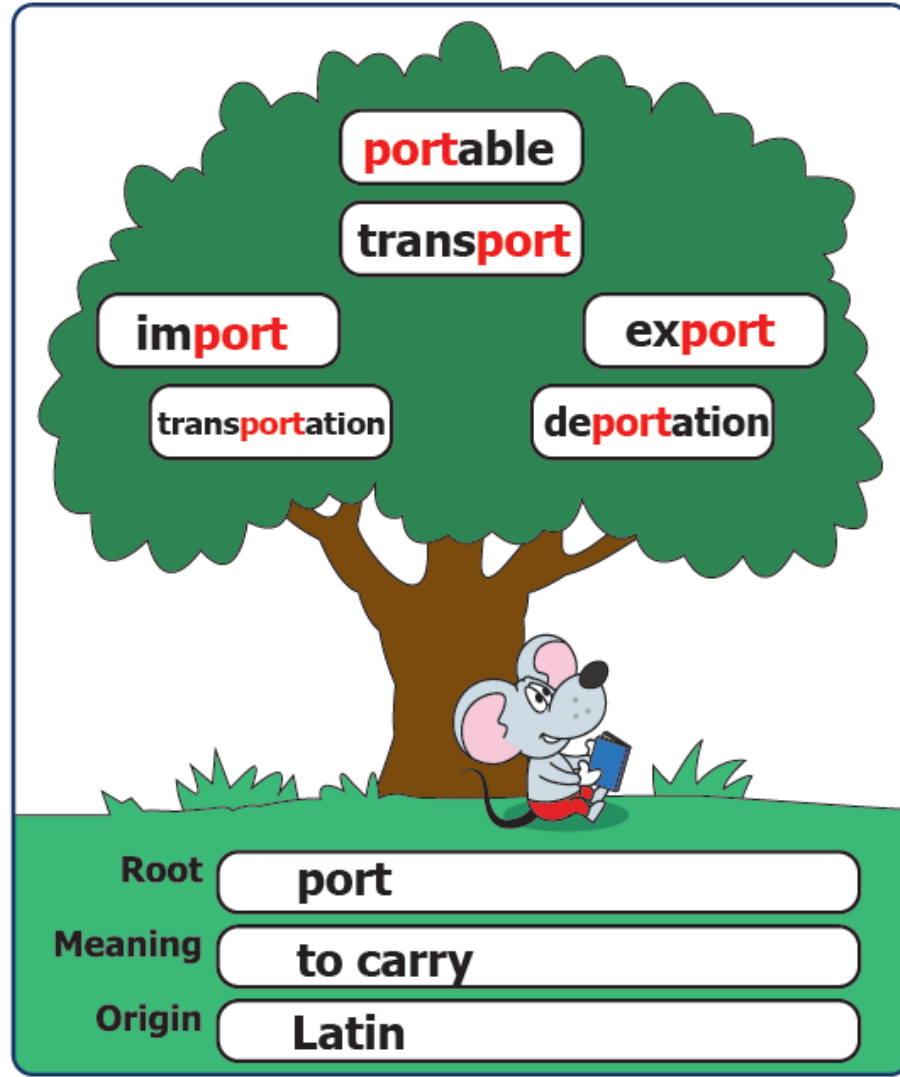 portable
transport
import
export
transportation
deportation
Root port
Meaning to carry
Origin Latin